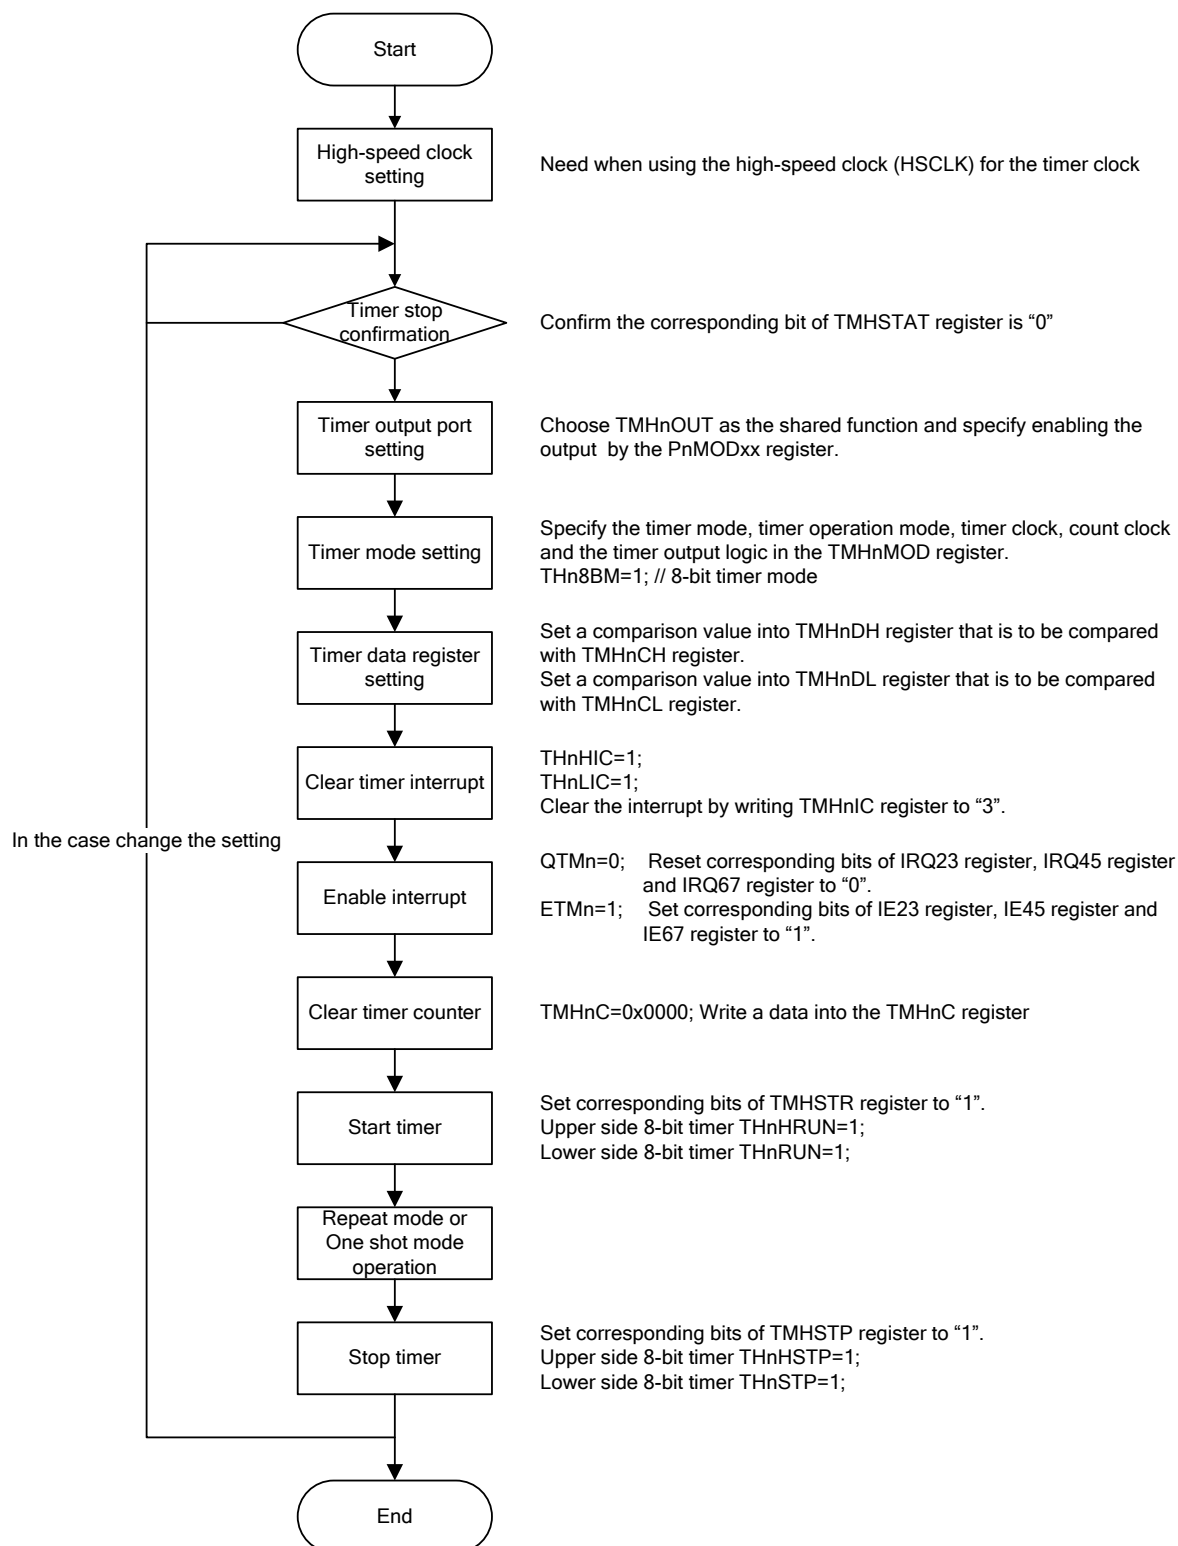 Start
High-speed clock
setting
Need when using the high-speed clock (HSCLK) for the timer clock
Timer stop
confirmation
Confirm the corresponding bit of TMHSTAT register is “0”
Timer output port
setting
Choose TMHnOUT as the shared function and specify enabling the
output by the PnMODxx register.
Timer mode setting
Specify the timer mode, timer operation mode, timer clock, count clock
and the timer output logic in the TMHnMOD register.
THn8BM=1; // 8-bit timer mode
Timer data register
setting
Set a comparison value into TMHnDH register that is to be compared
with TMHnCH register.
Set a comparison value into TMHnDL register that is to be compared
with TMHnCL register.
Clear timer interrupt
THnHIC=1;
THnLIC=1;
Clear the interrupt by writing TMHnIC register to “3”.
In the case change the setting
Enable interrupt
QTMn=0; Reset corresponding bits of IRQ23 register, IRQ45 register
and IRQ67 register to “0”.
ETMn=1; Set corresponding bits of IE23 register, IE45 register and
IE67 register to “1”.
Clear timer counter
TMHnC=0x0000; Write a data into the TMHnC register
Start timer
Set corresponding bits of TMHSTR register to “1”.
Upper side 8-bit timer THnHRUN=1;
Lower side 8-bit timer THnRUN=1;
Repeat mode or
One shot mode
operation
Stop timer
Set corresponding bits of TMHSTP register to “1”.
Upper side 8-bit timer THnHSTP=1;
Lower side 8-bit timer THnSTP=1;
End